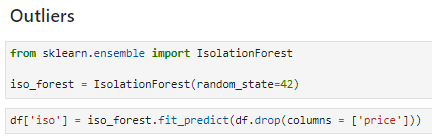 Outliers
from sklearn.ensemble import IsolationForest
iso_forest = IsolationForest(random_state=42)
df['iso'] = iso_forest.fit_predict(df.drop(columns = ['price']))